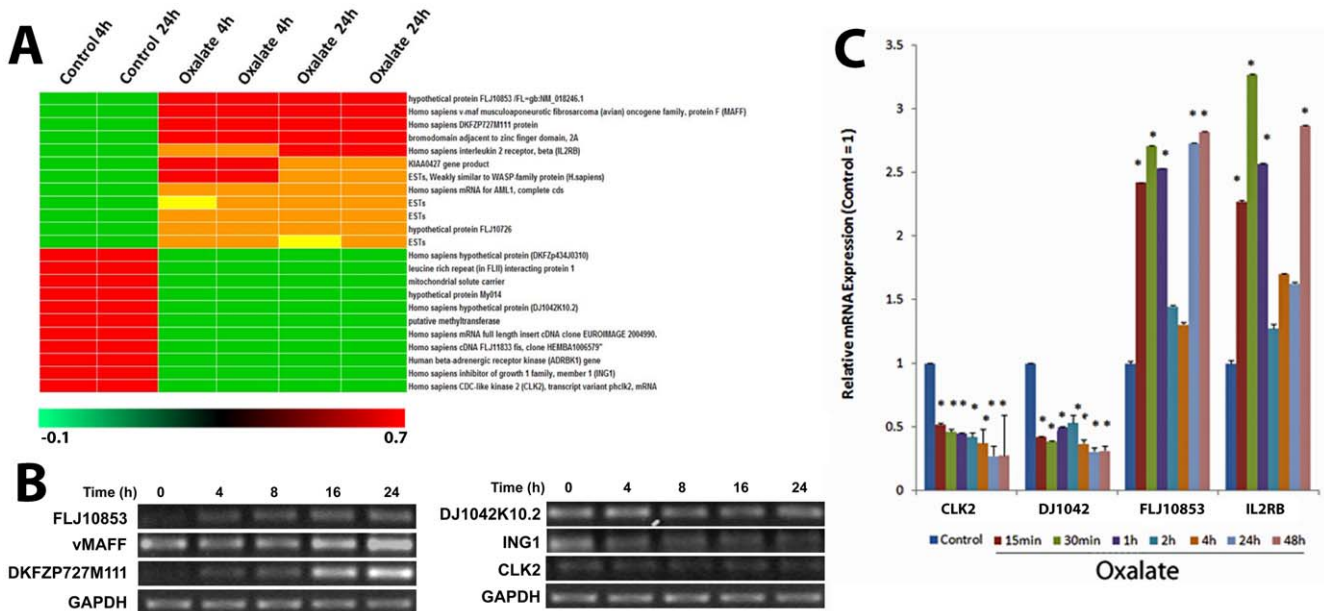 A
Control 4h
Control 24h
Oxalate 4h
Oxalate 4h
Oxalate 24h
Oxalate 24h
hypothetical protein FLJ10853 /FL=gb:NM_018246.1
Homo sapiens v-maf musculoaponeurotic fibrosarcoma (avian) oncogene family, protein F (MAFF)
Homo sapiens DKFZP727M111 protein
bromodomain adjacent to zinc finger domain, 2A
Homo sapiens interleukin 2 receptor, beta (IL2RB)
KIAA0427 gene product
ESTs, Weakly similar to WASP-family protein (H.sapiens)
Homo sapiens mRNA for AML1, complete cds
ESTs
ESTs
hypothetical protein FLJ10726
ESTs
Homo sapiens hypothetical protein (DKFZp434J0310)
leucine rich repeat (in FLII) interacting protein 1
mitochondrial solute carrier
hypothetical protein My014
Homo sapiens hypothetical protein (DJ1042K10.2)
putative methyltransferase
Homo sapiens mRNA full length insert cDNA clone EUROIMAGE 2004990.
Homo sapiens cDNA FLJ11833 fis, clone HEMBA1006579"
Human beta-adrenergic receptor kinase (ADRBK1) gene
Homo sapiens inhibitor of growth 1 family, member 1 (ING1)
Homo sapiens CDC-like kinase 2 (CLK2), transcript variant phclk2, mRNA
-0.1 0.7
B
Time (h) 0 4 8 16 24
FLJ10853
vMAFF
DKFZP727M111
GAPDH
Time (h) 0 4 8 16 24
DJ1042K10.2
ING1
CLK2
GAPDH
C
Relative mRNA Expression (Control = 1)
3.5
3
2.5
2
1.5
1
0.5
0
* * * * * * *
* * * * * * *
* * * * *
* * * *
CLK2 DJ1042 FLJ10853 IL2RB
Control 15min 30min 1h 2h 4h 24h 48h
Oxalate